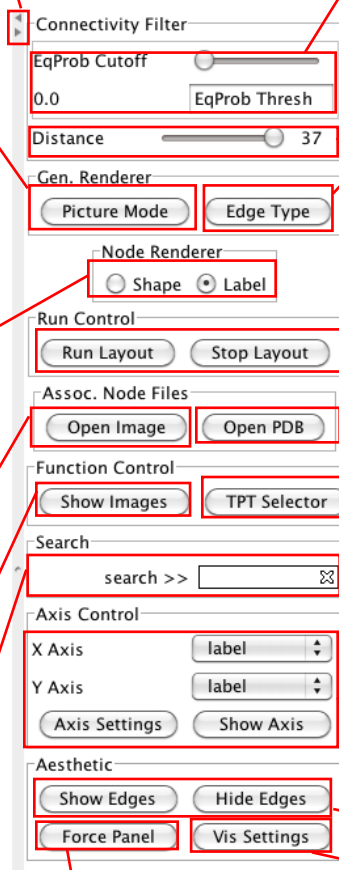 Connectivity Filter
EqProb Cutoff
0.0 EqProb Thresh
Distance 37
Gen. Renderer
Picture Mode Edge Type
Node Renderer
Shape Label
Run Control
Run Layout Stop Layout
Assoc. Node Files
Open Image Open PDB
Function Control
Show Images TPT Selector
Search
search >>
Axis Control
X Axis label
Y Axis label
Axis Settings Show Axis
Aesthetic
Show Edges Hide Edges
Force Panel Vis Settings